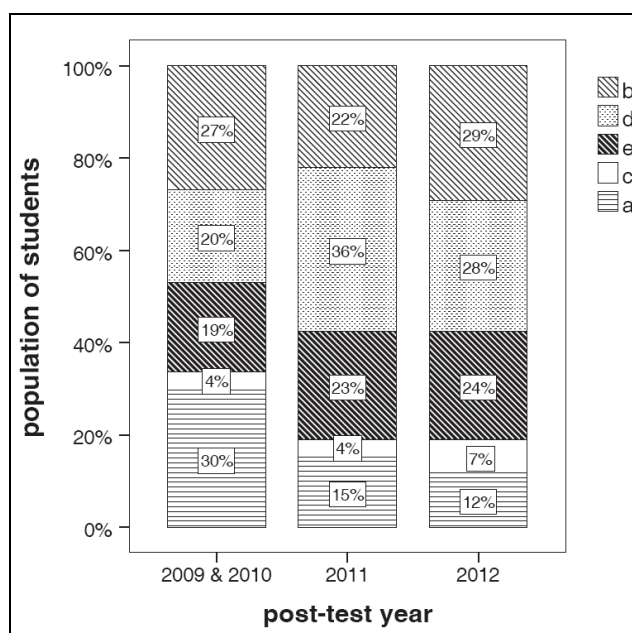 100%
80%
60%
40%
20%
0%
population of students
27%
20%
19%
4%
30%
22%
36%
23%
4%
15%
29%
28%
24%
7%
12%
2009 & 2010
2011
2012
post-test year
b
d
e
c
a